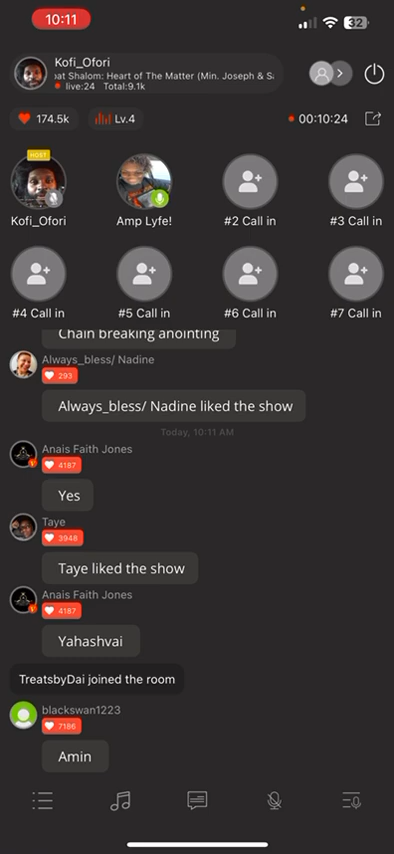 10:11
32
Kofi_Ofori
bat Shalom: Heart of The Matter (Min. Joseph & Sa
live:24 Total:9.1k
174.5k
Lv.4
00:10:24
HOST
Kofi_Ofori
Amp Lyfe!
#2 Call in
#3 Call in
#4 Call in
#5 Call in
#6 Call in
#7 Call in
Chain breaking anointing
Always_bless/ Nadine
293
Always_bless/ Nadine liked the show
Today, 10:11 AM
Anais Faith Jones
4187
Yes
Taye
3948
Taye liked the show
Anais Faith Jones
4187
Yahashvai
TreatsbyDai joined the room
blackswan1223
7186
Amin